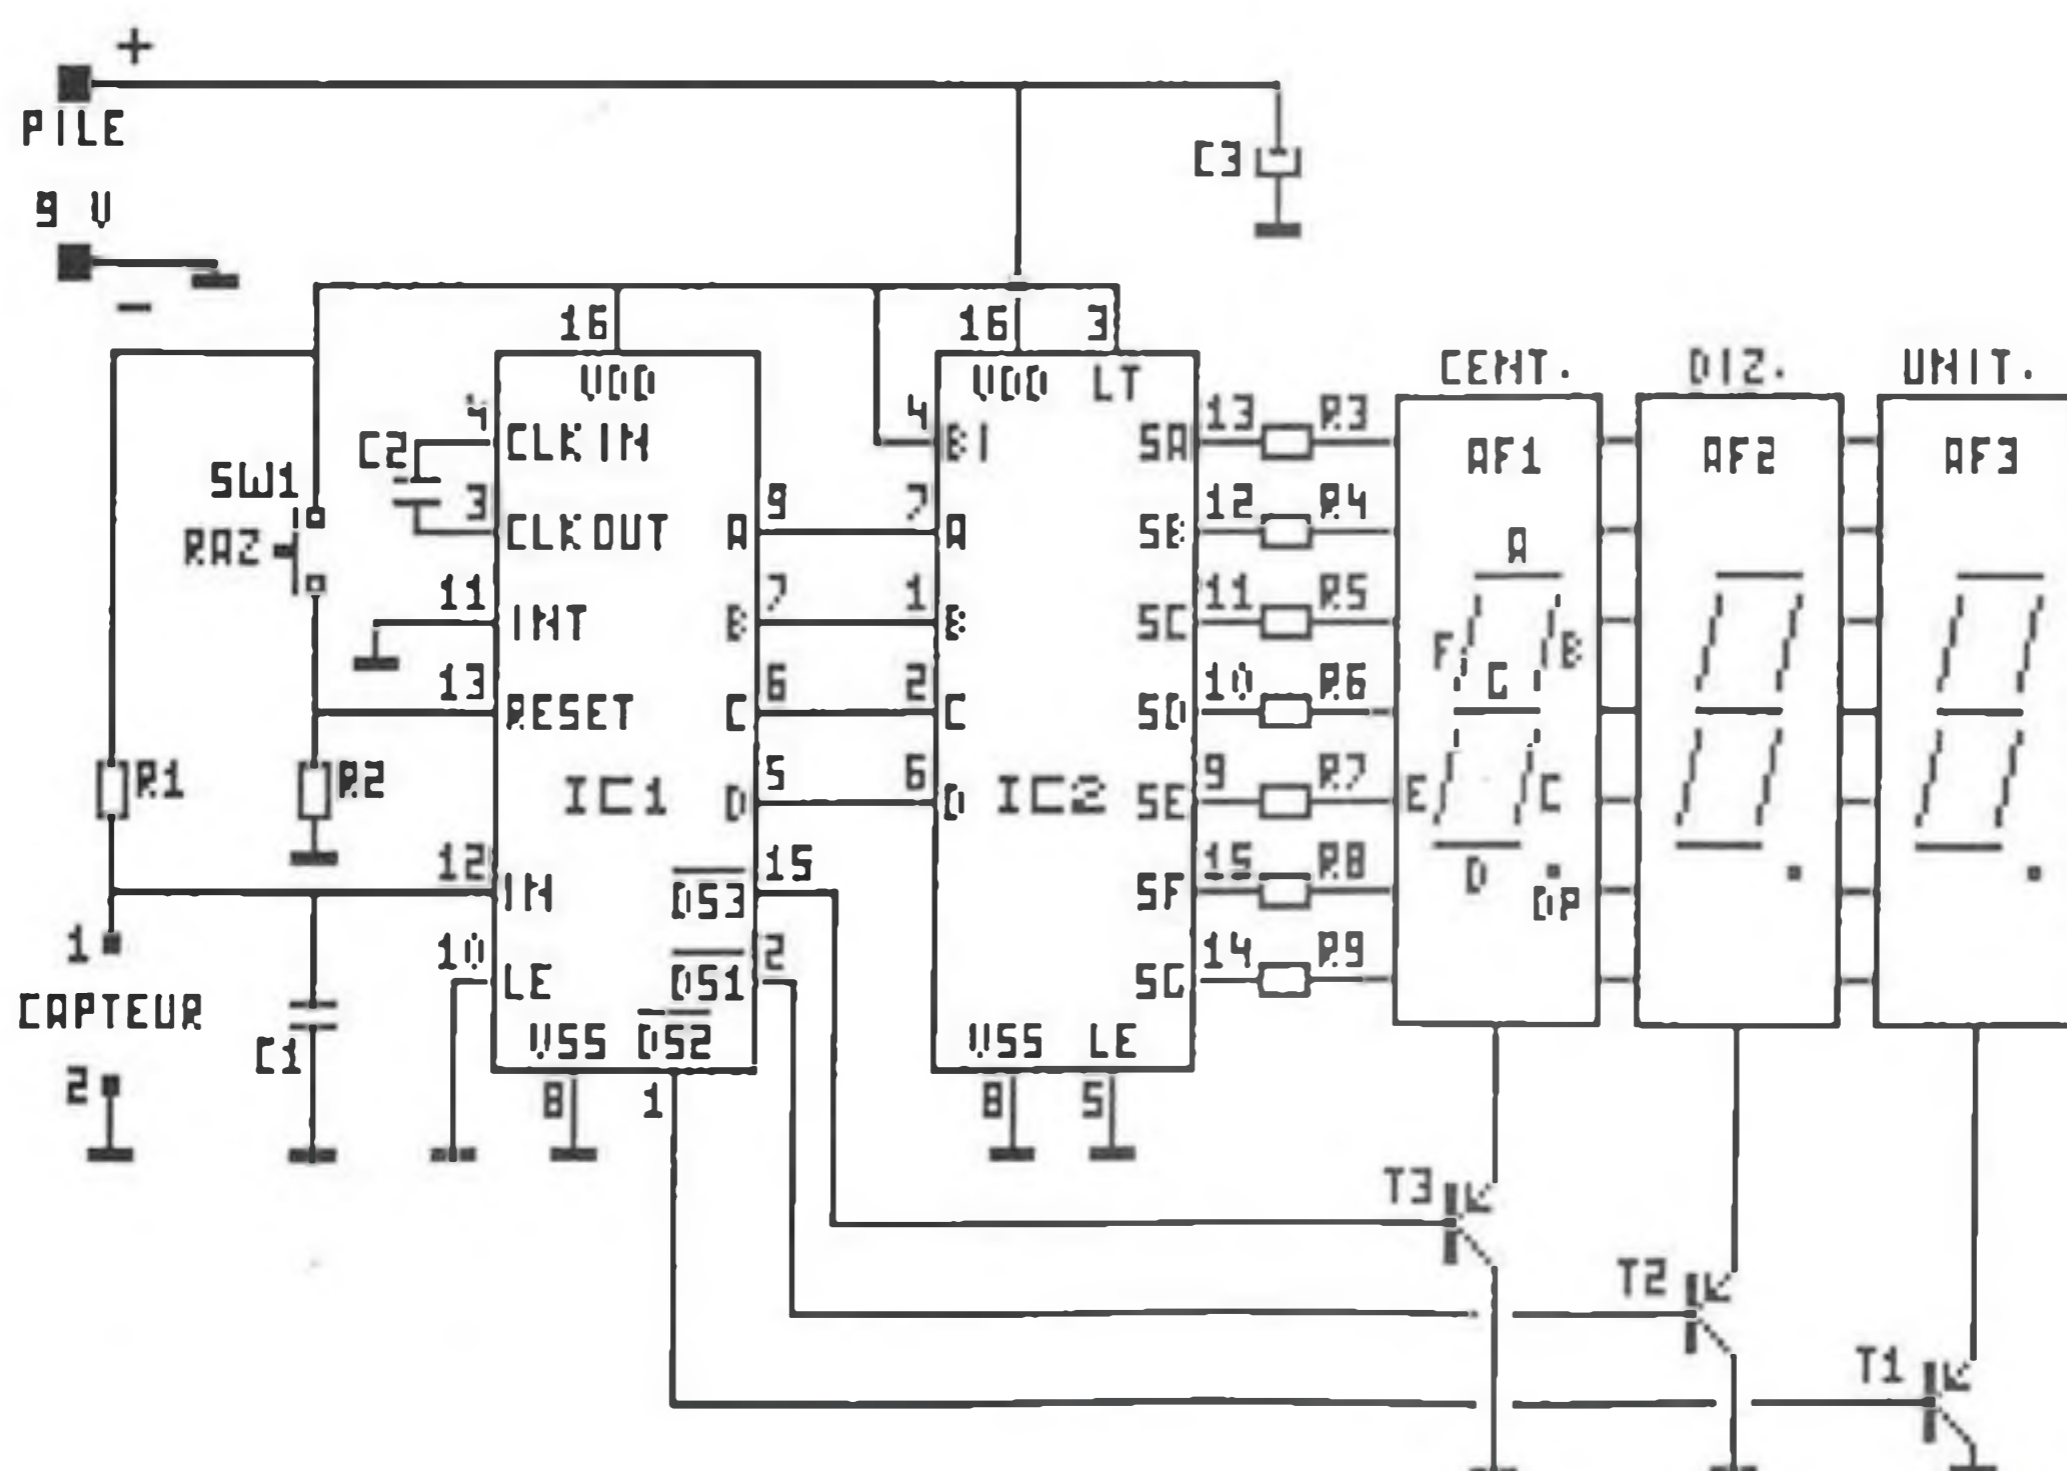 +
PILE
9 V
−
C3
16
16 3
CENT. DIZ. UNIT.
VDD
VDD LT
4
CLK IN
C2
3
CLK OUT
SW1
RAZ
11
INT
13
RESET
R1
R2
IC1
12
IN
10
LE
VSS
DS2
8
1
A 9
B 7
C 6
D 5
DS3 15
DS1 2
4 BI
7 A
1 B
2 C
6 D
IC2
VSS LE
8 5
SA 13 R3
SB 12 R4
SC 11 R5
SD 10 R6
SE 9 R7
SF 15 R8
SG 14 R9
AF1 AF2 AF3
A
F B
G
E C
D
DP
1
CAPTEUR
2
C1
T3
T2
T1